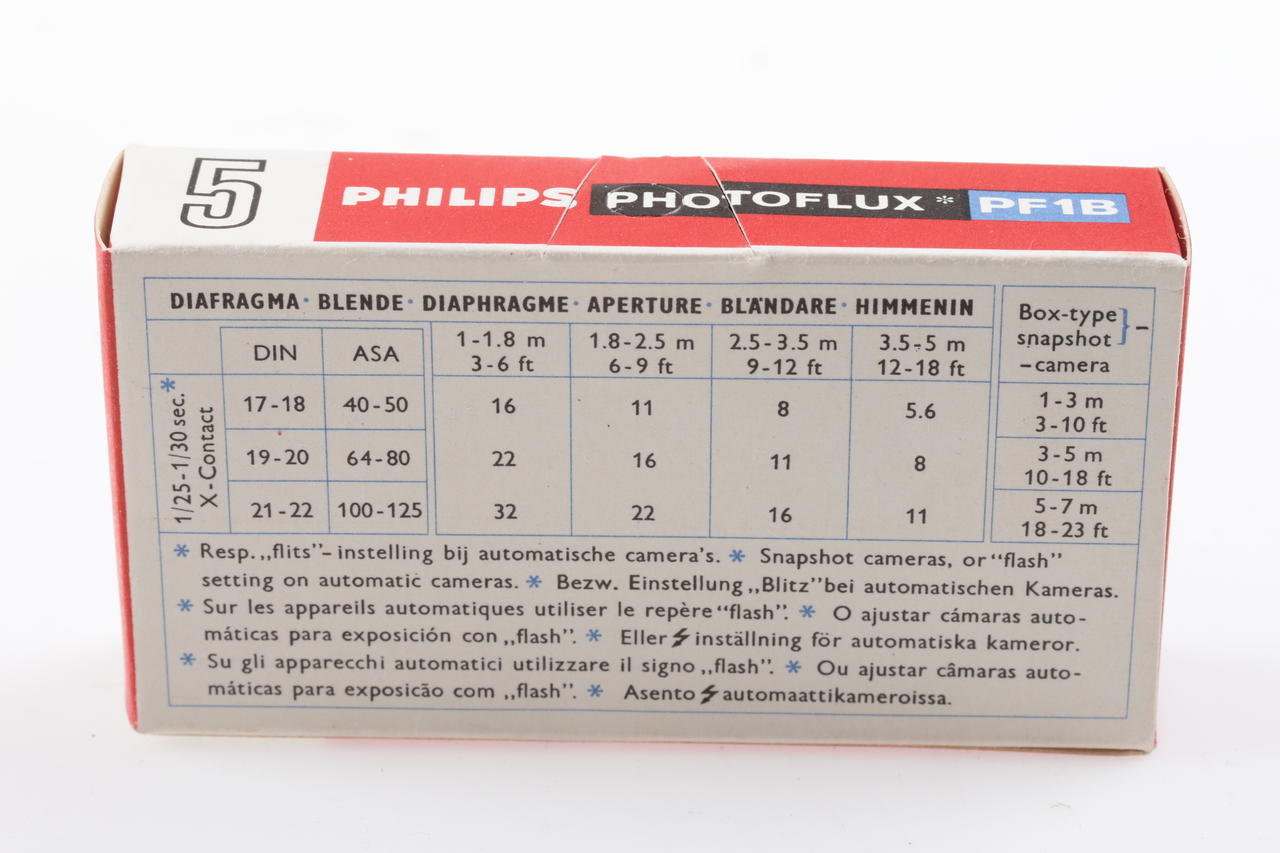 5 PHILIPS PHOTOFLUX * PF1B
DIAFRAGMA · BLENDE · DIAPHRAGME · APERTURE · BLÄNDARE · HIMMENIN
Box-type } -
snapshot
-camera
DIN ASA 1-1.8 m 1.8-2.5 m 2.5-3.5 m 3.5-5 m
3-6 ft 6-9 ft 9-12 ft 12-18 ft
1/25-1/30 sec.*
X-Contact
17-18 40-50 16 11 8 5.6 1-3 m
3-10 ft
19-20 64-80 22 16 11 8 3-5 m
10-18 ft
21-22 100-125 32 22 16 11 5-7 m
18-23 ft
* Resp. „flits”- instelling bij automatische camera's. * Snapshot cameras, or “flash”
setting on automatic cameras. * Bezw. Einstellung „Blitz” bei automatischen Kameras.
* Sur les appareils automatiques utiliser le repère “flash”. * O ajustar cámaras auto-
máticas para exposición con „flash”. * Eller ⚡ inställning för automatiska kameror.
* Su gli apparecchi automatici utilizzare il signo „flash”. * Ou ajustar câmaras auto-
máticas para exposicão com „flash”. * Asento ⚡ automaattikameroissa.